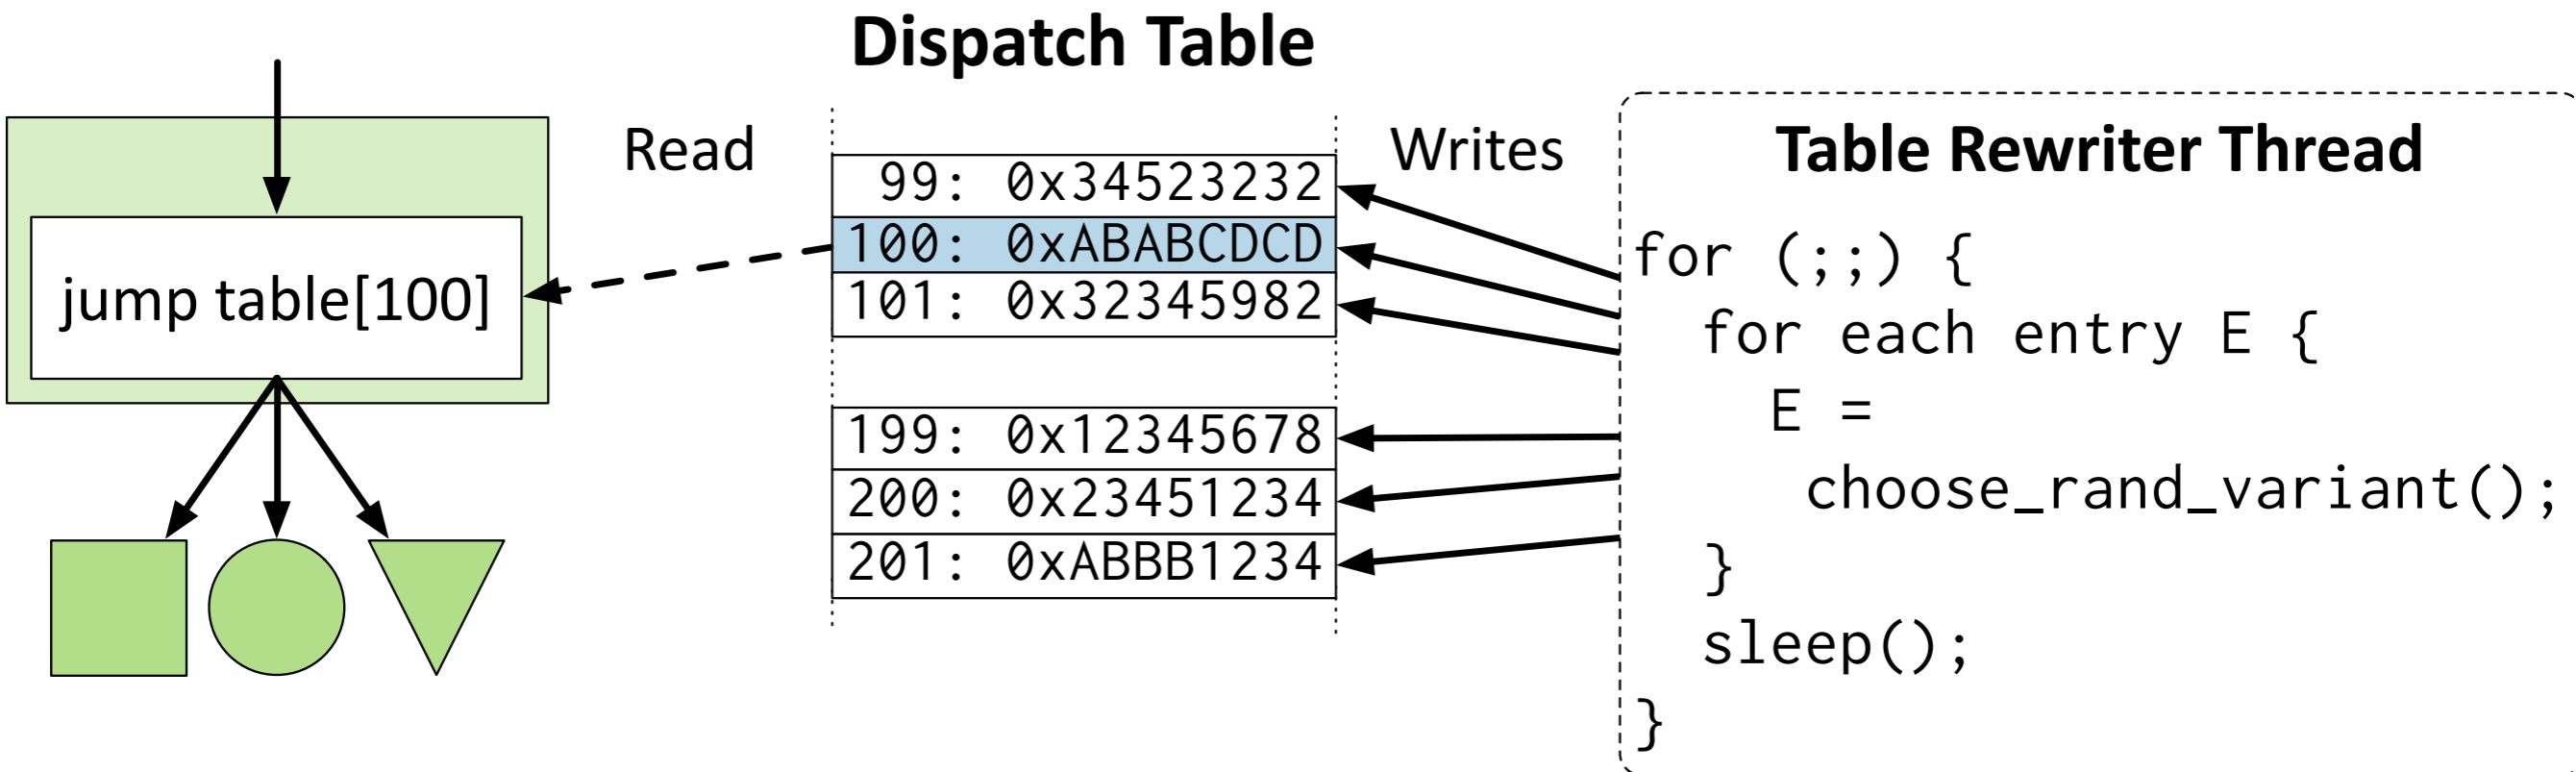 Dispatch Table
Read
Writes
jump table[100]
99: 0x34523232
100: 0xABABCDCD
101: 0x32345982
199: 0x12345678
200: 0x23451234
201: 0xABBB1234
Table Rewriter Thread
for (;;) {
for each entry E {
E =
choose_rand_variant();
}
sleep();
}